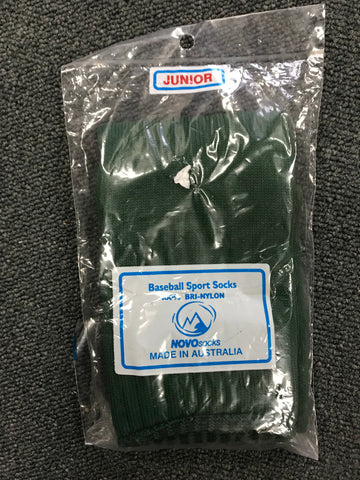 JUNIOR
Baseball Sport Socks
BRI-NYLON
NOVO SOCKS
MADE IN AUSTRALIA